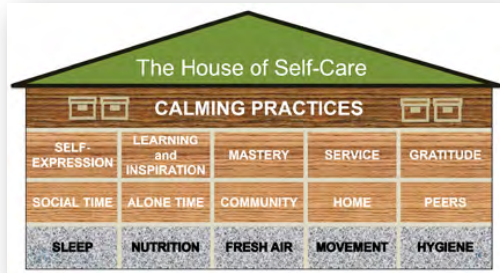 The House of Self-Care
CALMING PRACTICES
SELF-
EXPRESSION
LEARNING
and
INSPIRATION
MASTERY
SERVICE
GRATITUDE
SOCIAL TIME
ALONE TIME
COMMUNITY
HOME
PEERS
SLEEP
NUTRITION
FRESH AIR
MOVEMENT
HYGIENE